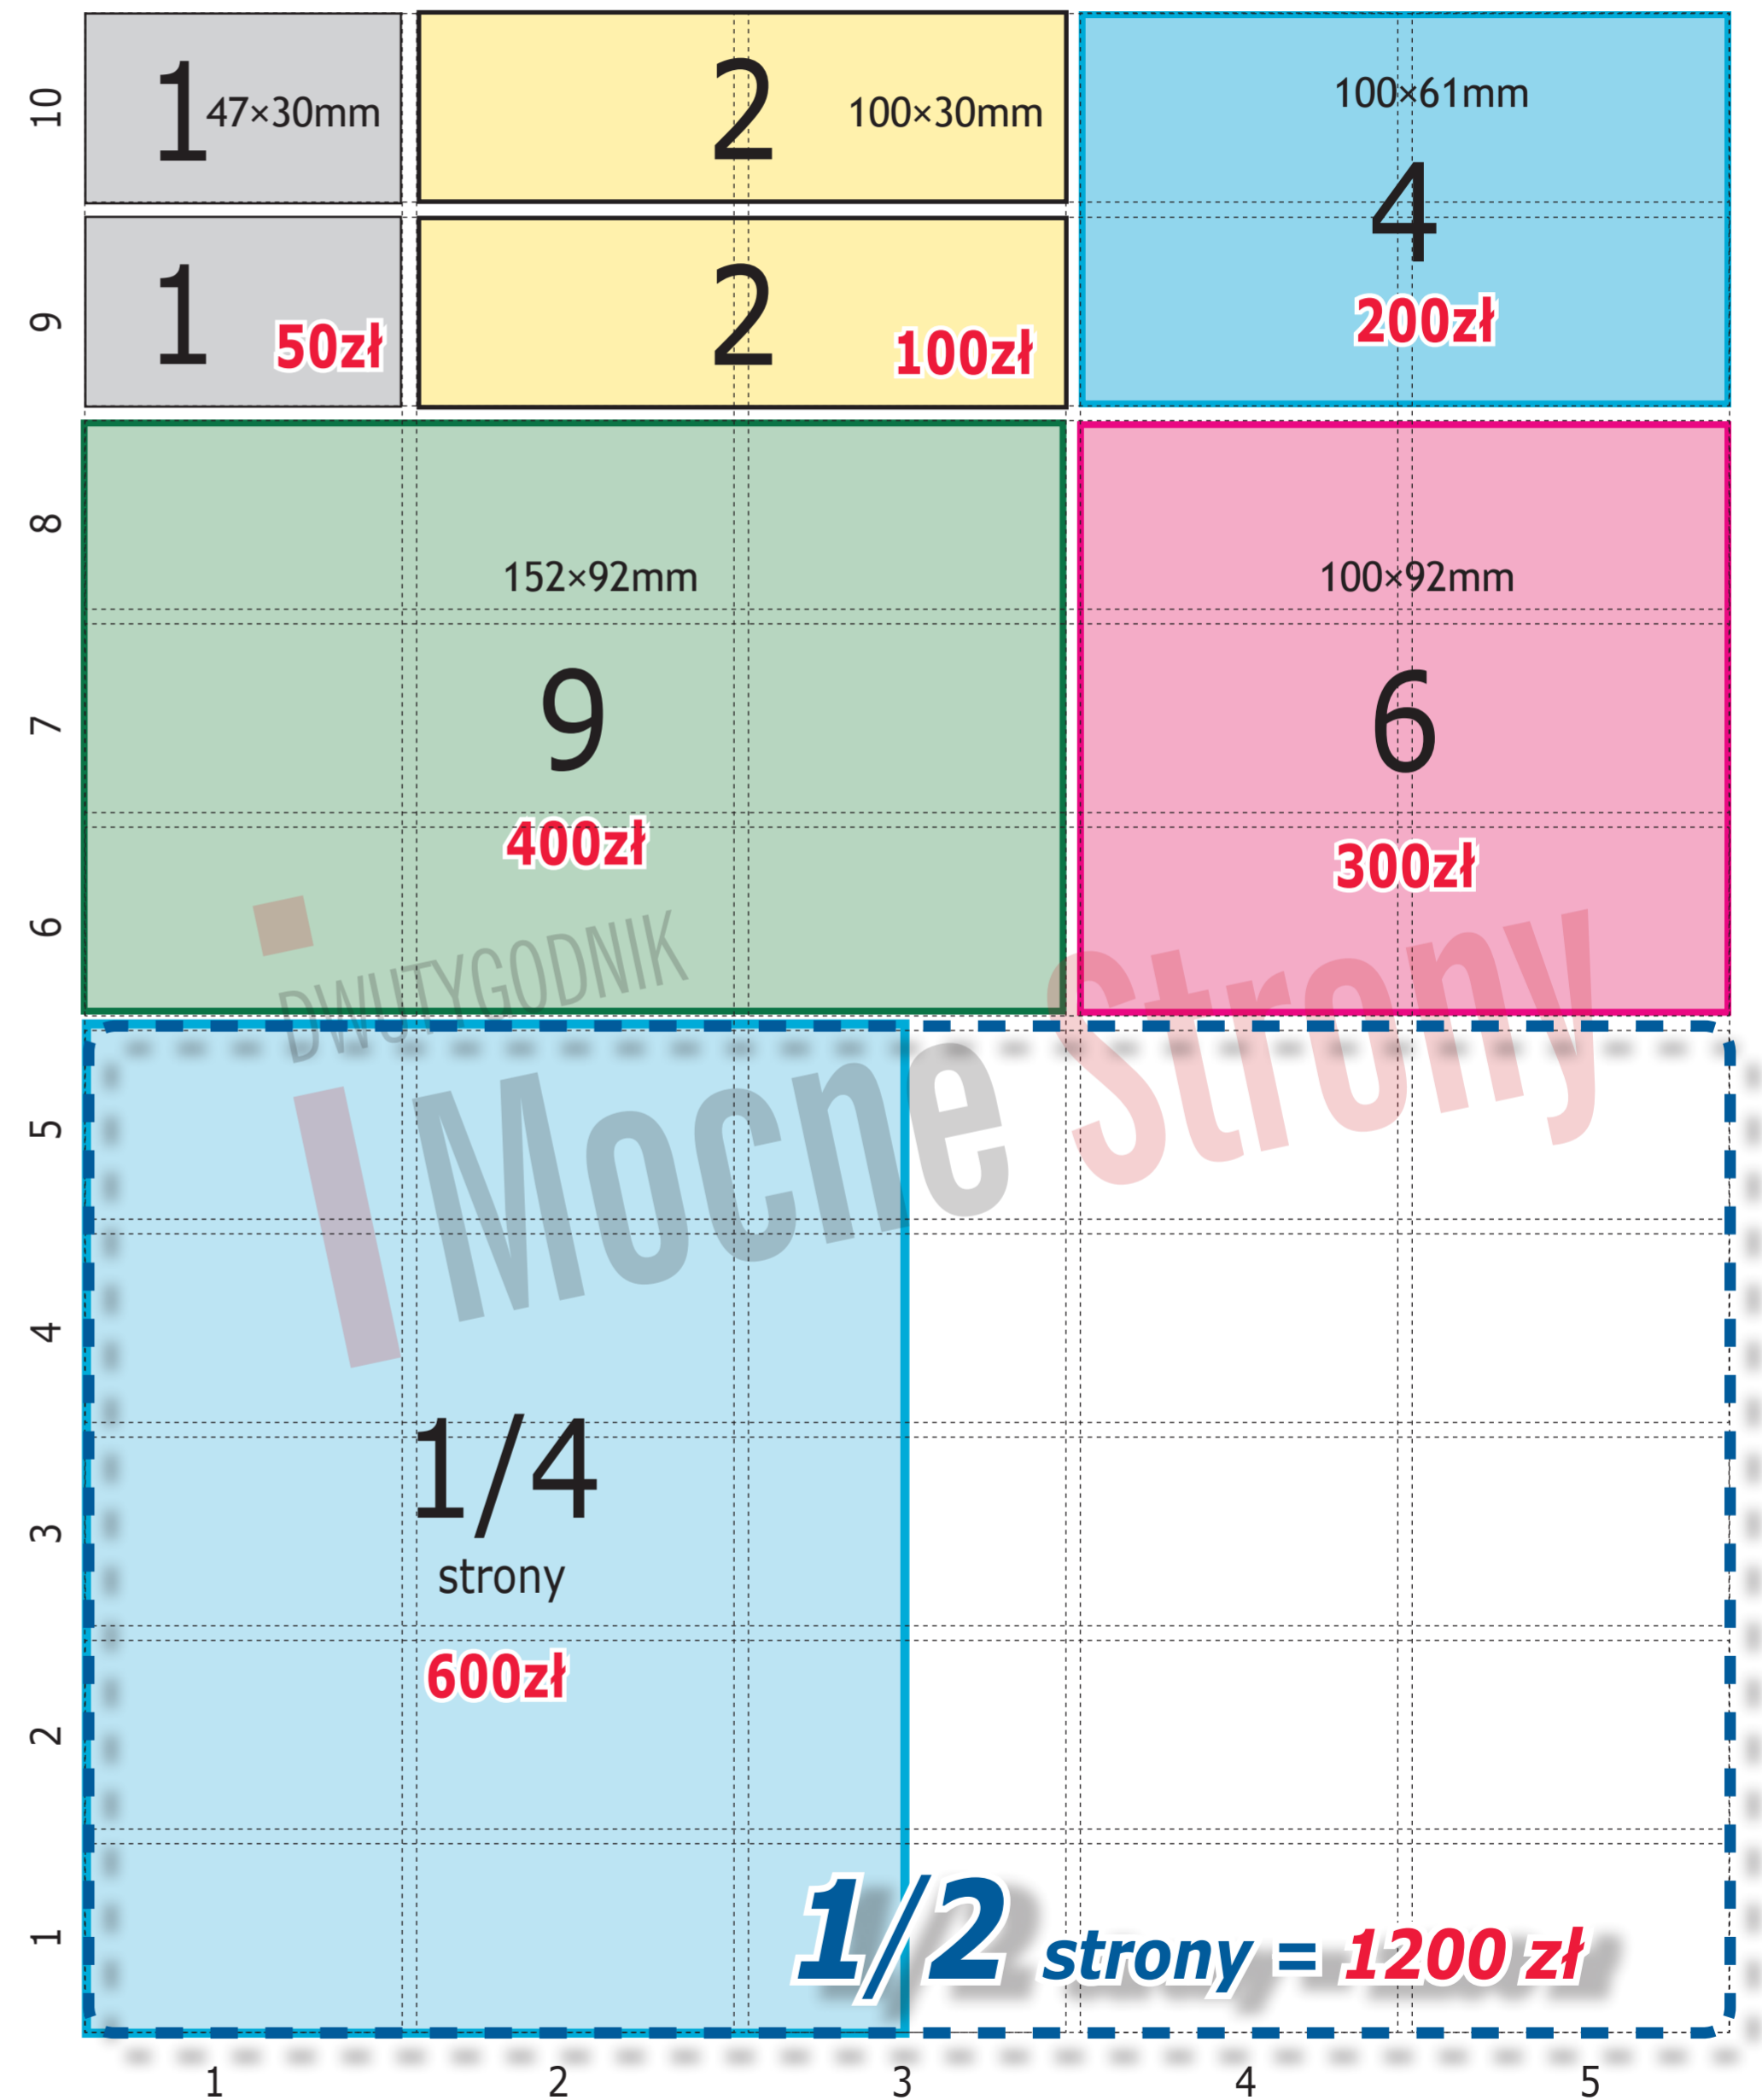 10
1 47×30mm
2 100×30mm
100×61mm
4
200zł
9
1 50zł
2 100zł
8
152×92mm
100×92mm
7
9
6
400zł
300zł
6
DWUTYGODNIK
i Mocne Strony
5
4
1/4
3
strony
600zł
2
1
1/2 strony = 1200 zł
1 2 3 4 5